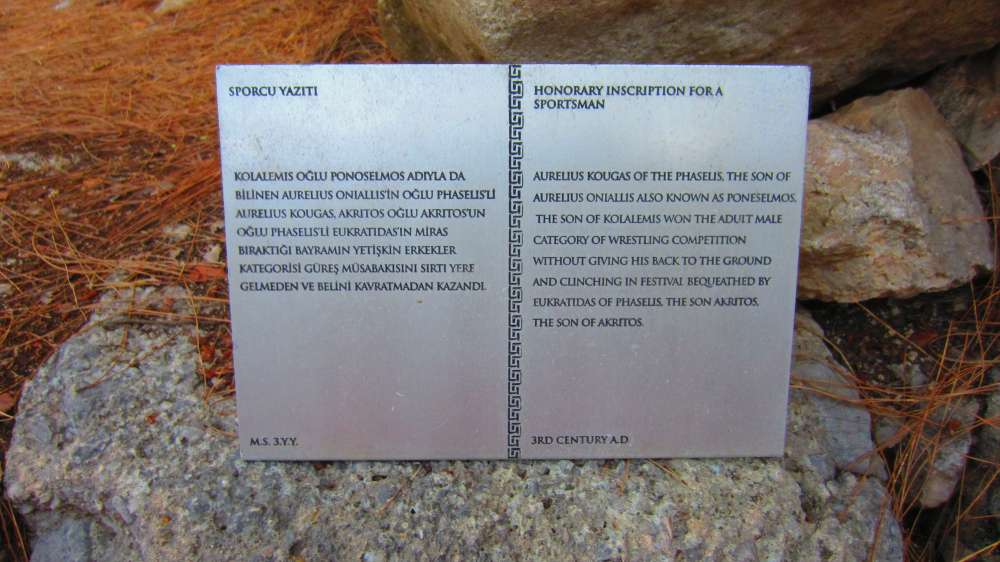 SPORCU YAZITI
KOLALEMIS OĞLU PONOSELMOS ADIYLA DA
BİLİNEN AURELIUS ONIALLIS'İN OĞLU PHASELIS'Lİ
AURELIUS KOUGAS, AKRITOS OĞLU AKRITOS'UN
OĞLU PHASELIS'Lİ EUKRATIDAS'IN MİRAS
BIRAKTIĞI BAYRAMIN YETİŞKİN ERKEKLER
KATEGORİSİ GÜREŞ MÜSABAKISINI SIRTI YERE
GELMEDEN VE BELİNİ KAVRATMADAN KAZANDI.
M.S. 3.Y.Y.
HONORARY INSCRIPTION FOR A
SPORTSMAN
AURELIUS KOUGAS OF THE PHASELIS, THE SON OF
AURELIUS ONIALLIS ALSO KNOWN AS PONESELMOS,
THE SON OF KOLALEMIS WON THE ADUIT MALE
CATEGORY OF WRESTLING COMPETITION
WITHOUT GIVING HIS BACK TO THE GROUND
AND CLINCHING IN FESTIVAL BEQUEATHED BY
EUKRATIDAS OF PHASELIS, THE SON AKRITOS,
THE SON OF AKRITOS.
3RD CENTURY A.D